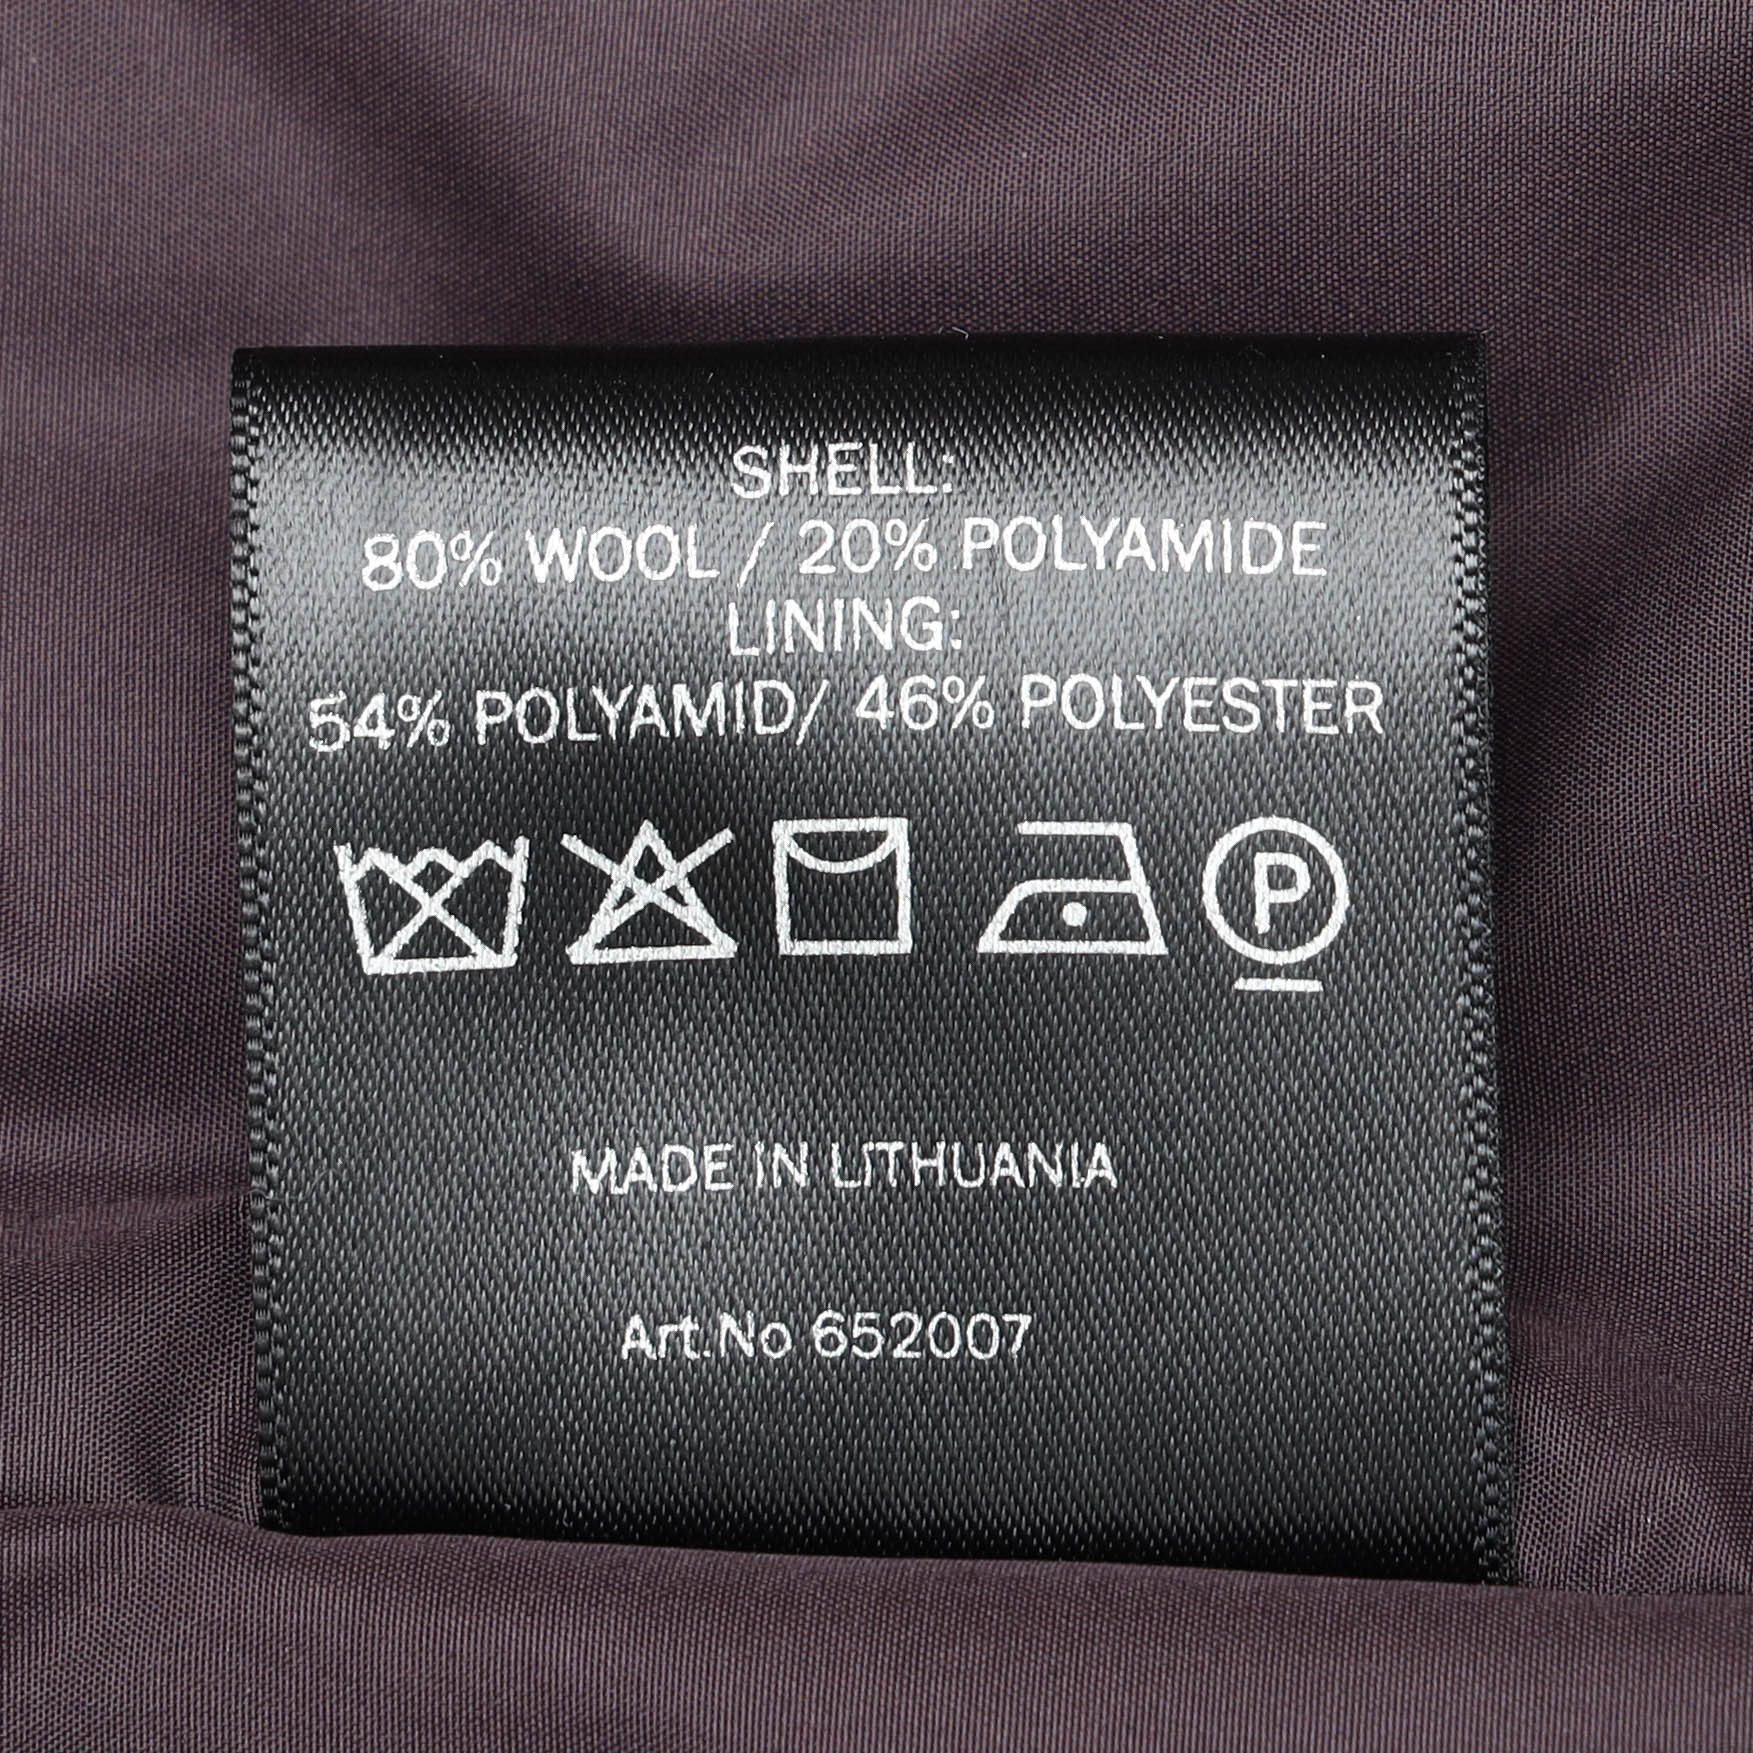 SHELL:
80% WOOL / 20% POLYAMIDE
LINING:
54% POLYAMID/ 46% POLYESTER
P
MADE IN LITHUANIA
Art.No 652007